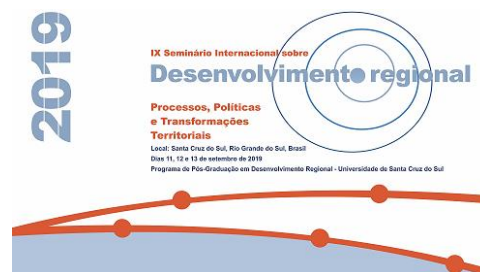 2019
IX Seminário Internacional sobre
Desenvolvimento regional
Processos, Políticas
e Transformações
Territoriais
Local: Santa Cruz do Sul, Rio Grande do Sul, Brasil
Dias 11, 12 e 13 de setembro de 2019
Programa de Pós-Graduação em Desenvolvimento Regional - Universidade de Santa Cruz do Sul